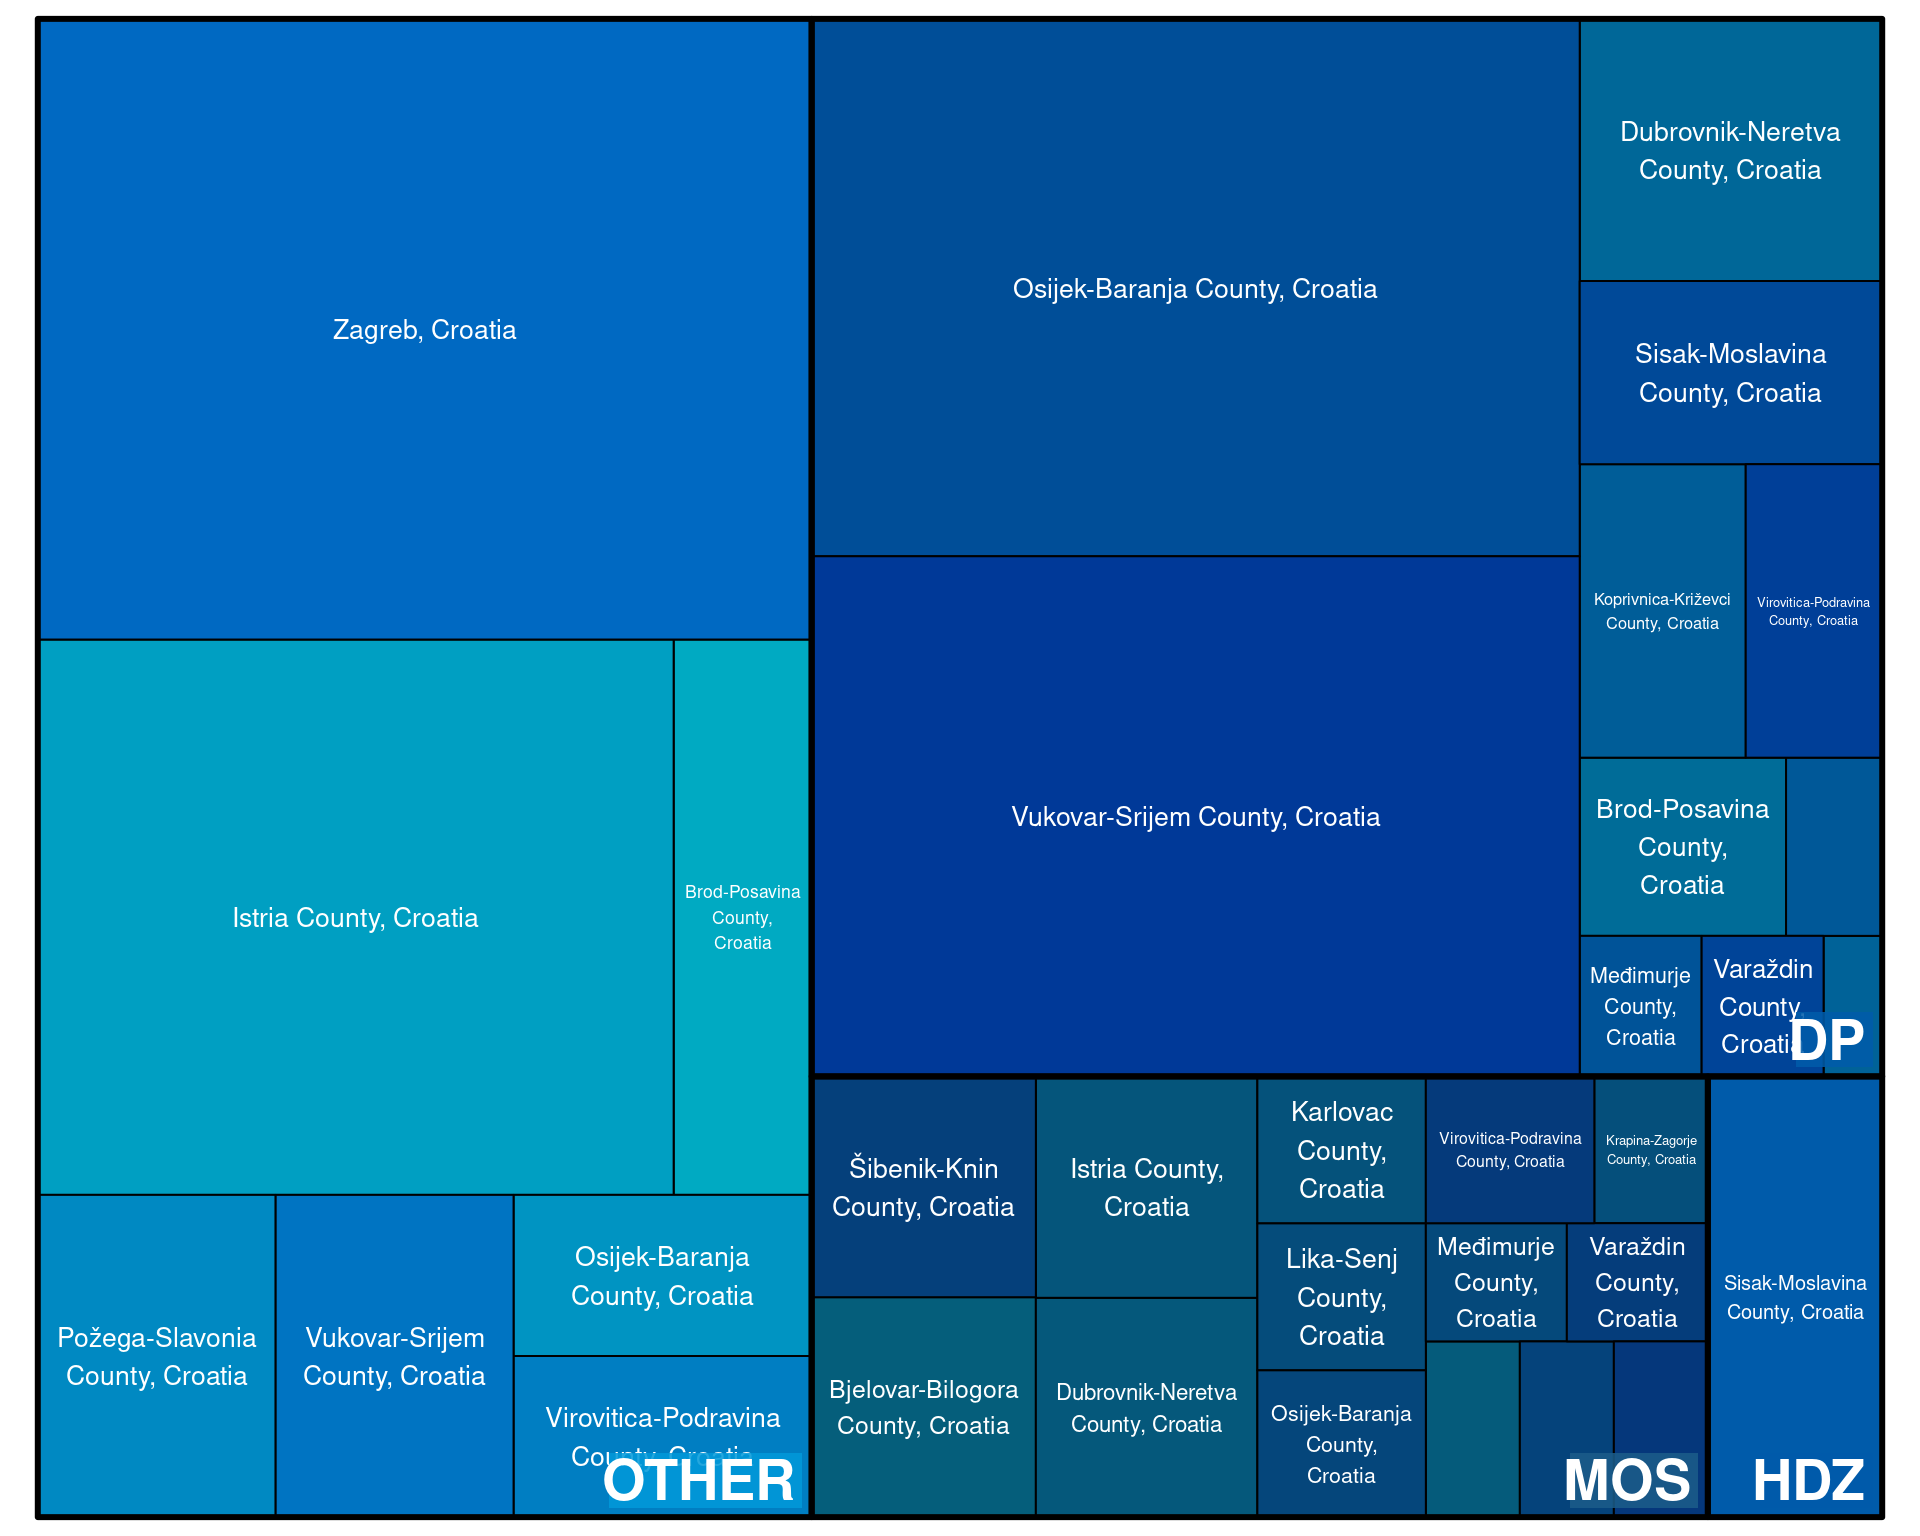 Zagreb, Croatia
Istria County, Croatia
Brod-Posavina
County,
Croatia
Požega-Slavonia
County, Croatia
Vukovar-Srijem
County, Croatia
Osijek-Baranja
County, Croatia
Virovitica-Podravina
County, Croatia
OTHER
Osijek-Baranja County, Croatia
Vukovar-Srijem County, Croatia
Dubrovnik-Neretva
County, Croatia
Sisak-Moslavina
County, Croatia
Koprivnica-Križevci
County, Croatia
Virovitica-Podravina
County, Croatia
Brod-Posavina
County,
Croatia
Međimurje
County,
Croatia
Varaždin
County,
Croatia
DP
Šibenik-Knin
County, Croatia
Bjelovar-Bilogora
County, Croatia
Istria County,
Croatia
Dubrovnik-Neretva
County, Croatia
Karlovac
County,
Croatia
Lika-Senj
County,
Croatia
Osijek-Baranja
County,
Croatia
Virovitica-Podravina
County, Croatia
Krapina-Zagorje
County, Croatia
Međimurje
County,
Croatia
Varaždin
County,
Croatia
MOS
Sisak-Moslavina
County, Croatia
HDZ